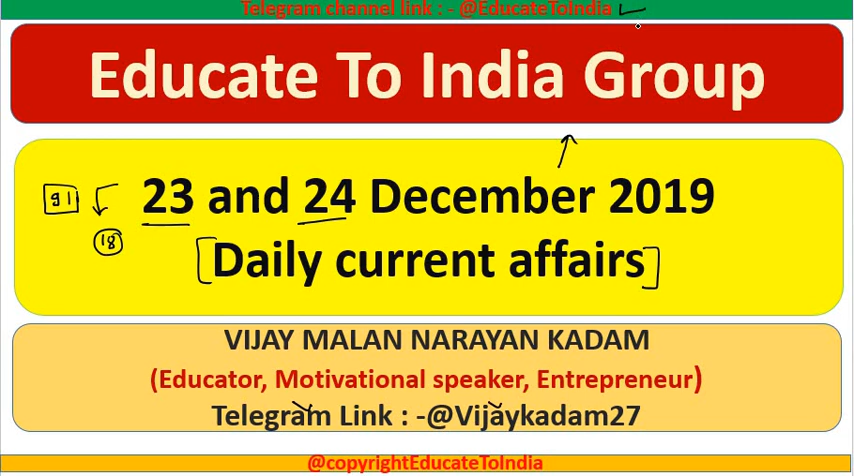 Telegram channel link : - @EducateToIndia
Educate To India Group
23 and 24 December 2019
18
[Daily current affairs]
VIJAY MALAN NARAYAN KADAM
(Educator, Motivational speaker, Entrepreneur)
Telegram Link : -@Vijaykadam27
@copyrightEducateToIndia